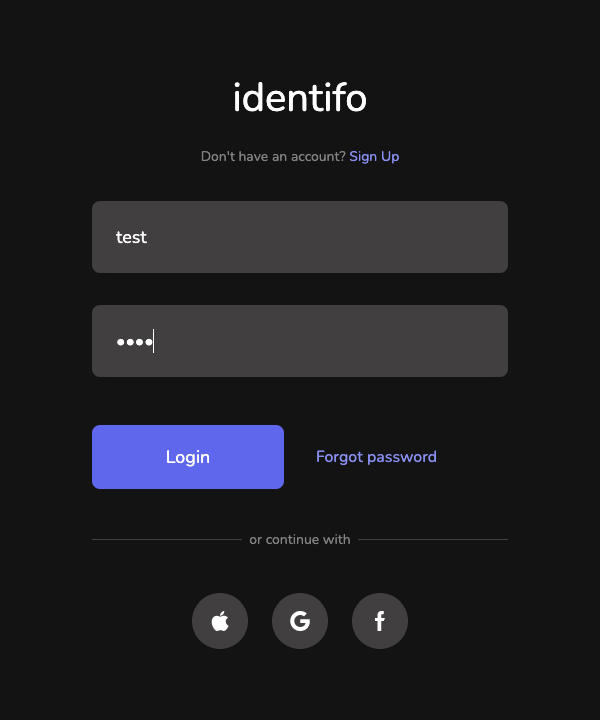 identifo
Don't have an account? Sign Up
test
••••
Login
Forgot password
or continue with